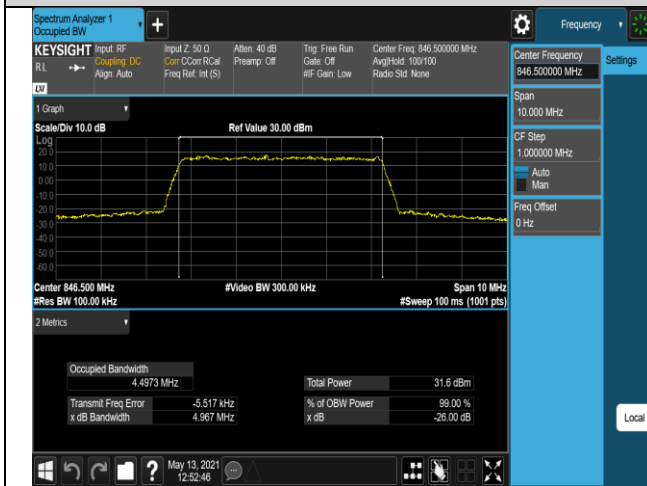 Spectrum Analyzer 1
Occupied BW
Frequency
KEYSIGHT
Input: RF
Input Z: 50 Ω
Atten: 40 dB
Trig: Free Run
Center Freq: 846.500000 MHz
RL
Coupling: DC
Corr CCorr RCal
Preamp: Off
Gate: Off
Avg|Hold: 100/100
Align: Auto
Freq Ref: Int (S)
#IF Gain: Low
Radio Std: None
LXI
Center Frequency
846.500000 MHz
Settings
Span
10.000 MHz
CF Step
1.000000 MHz
Auto
Man
Freq Offset
0 Hz
1 Graph
Scale/Div 10.0 dB
Ref Value 30.00 dBm
Log
20.0
10.0
0.00
-10.0
-20.0
-30.0
-40.0
-50.0
-60.0
Center 846.500 MHz
#Video BW 300.00 kHz
Span 10 MHz
#Res BW 100.00 kHz
#Sweep 100 ms (1001 pts)
2 Metrics
Occupied Bandwidth
4.4973 MHz
Total Power
31.6 dBm
Transmit Freq Error
-5.517 kHz
% of OBW Power
99.00 %
x dB Bandwidth
4.967 MHz
x dB
-26.00 dB
Local
May 13, 2021
12:52:46